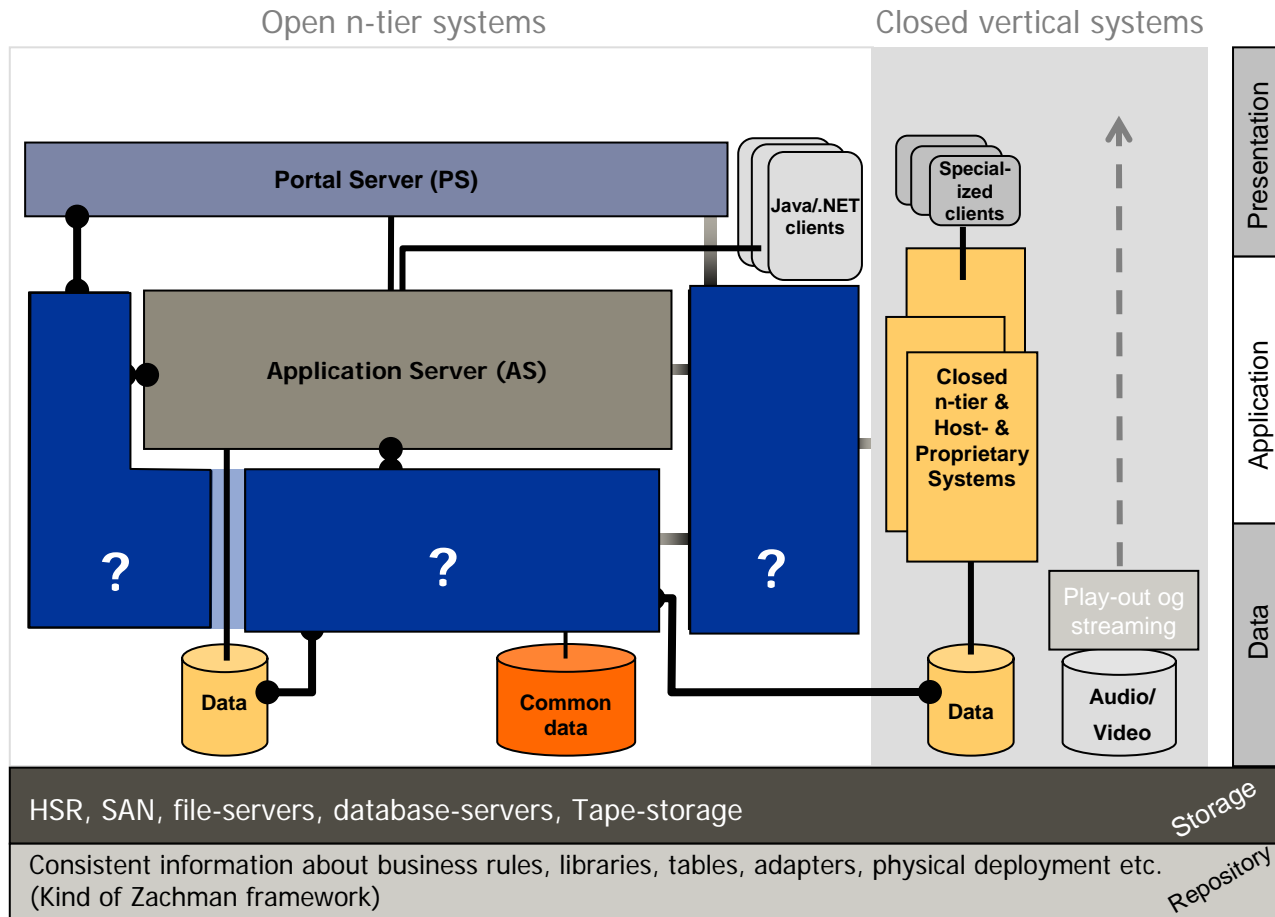 Open n-tier systems
Closed vertical systems
Presentation
Portal Server (PS)
Java/.NET
clients
Special-
ized
clients
Application
Application Server (AS)
Closed
n-tier &
Host- &
Proprietary
Systems
?
?
?
Data
Play-out og
streaming
Data
Common
data
Data
Audio/
Video
HSR, SAN, file-servers, database-servers, Tape-storage
Storage
Consistent information about business rules, libraries, tables, adapters, physical deployment etc.
(Kind of Zachman framework)
Repository